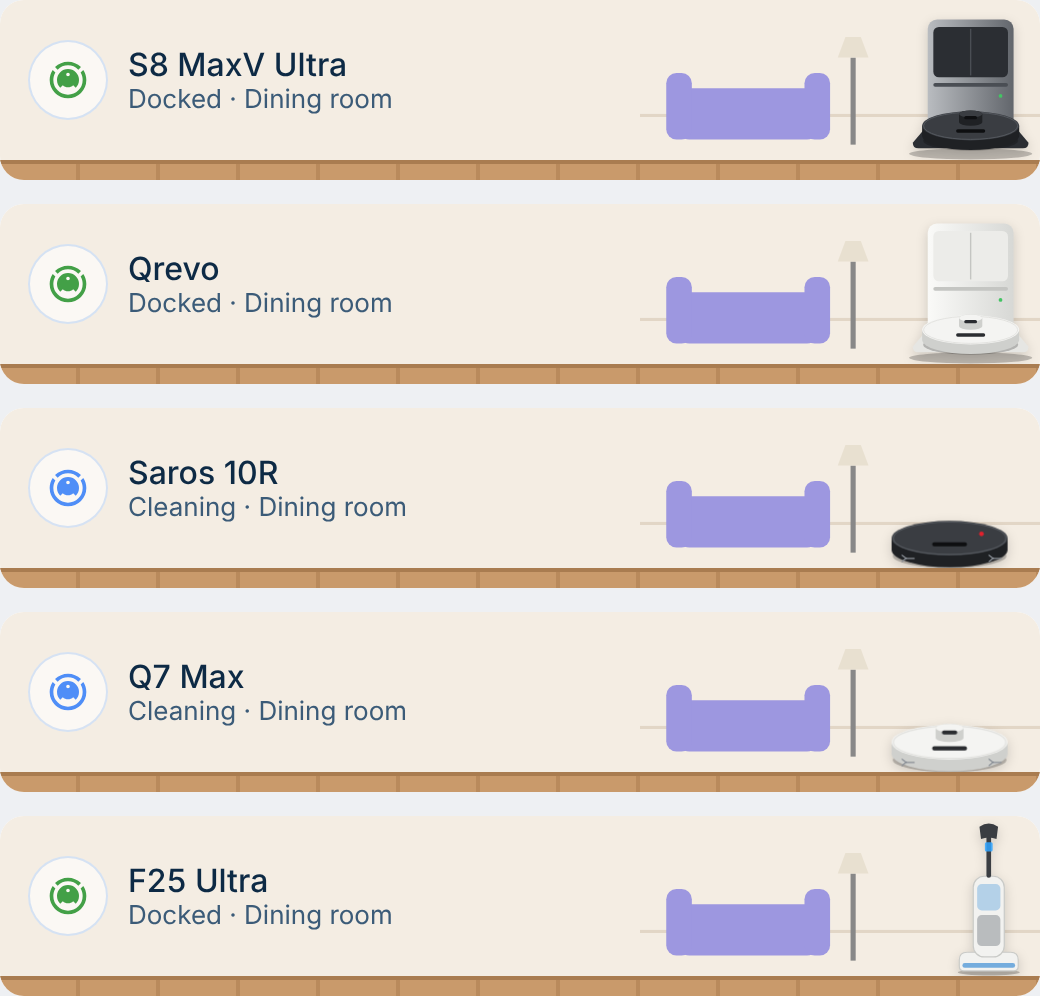 S8 MaxV Ultra
Docked · Dining room
Qrevo
Docked · Dining room
Saros 10R
Cleaning · Dining room
Q7 Max
Cleaning · Dining room
F25 Ultra
Docked · Dining room